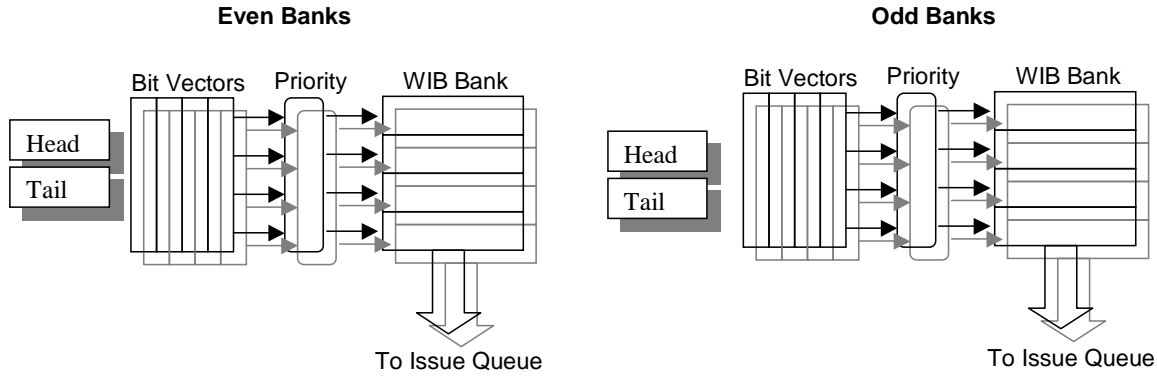 Even Banks
Bit Vectors
Priority
WIB Bank
Head
Tail
To Issue Queue
Odd Banks
Bit Vectors
Priority
WIB Bank
Head
Tail
To Issue Queue